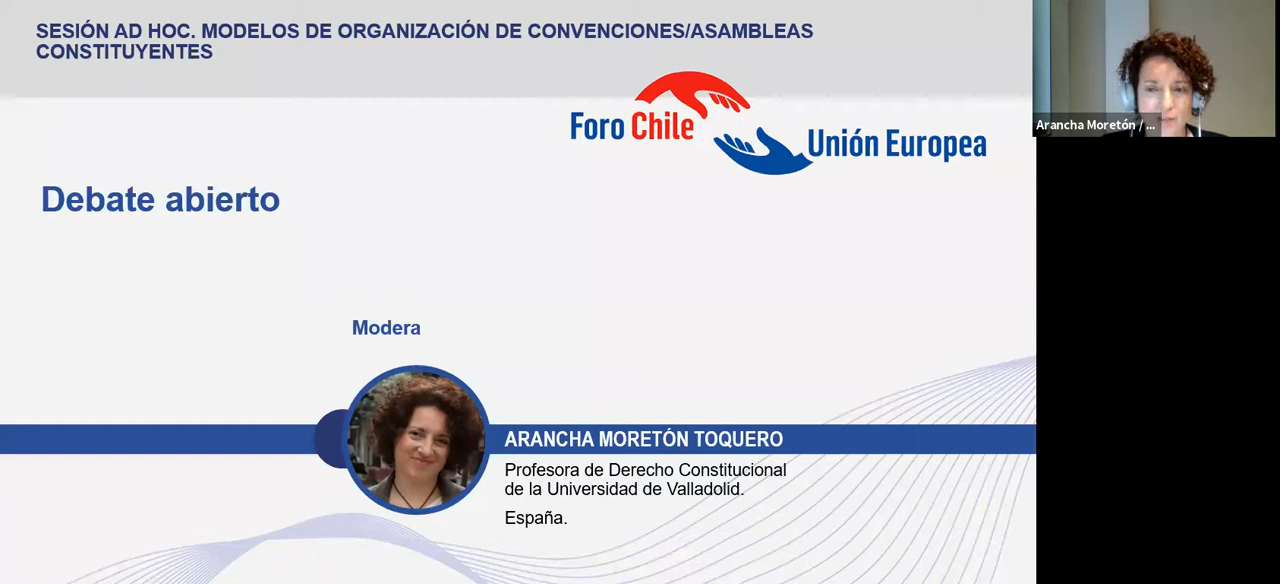 SESIÓN AD HOC. MODELOS DE ORGANIZACIÓN DE CONVENCIONES/ASAMBLEAS
CONSTITUYENTES
Foro Chile
Unión Europea
Arancha Moretón / ...
Debate abierto
Modera
ARANCHA MORETÓN TOQUERO
Profesora de Derecho Constitucional
de la Universidad de Valladolid.
España.